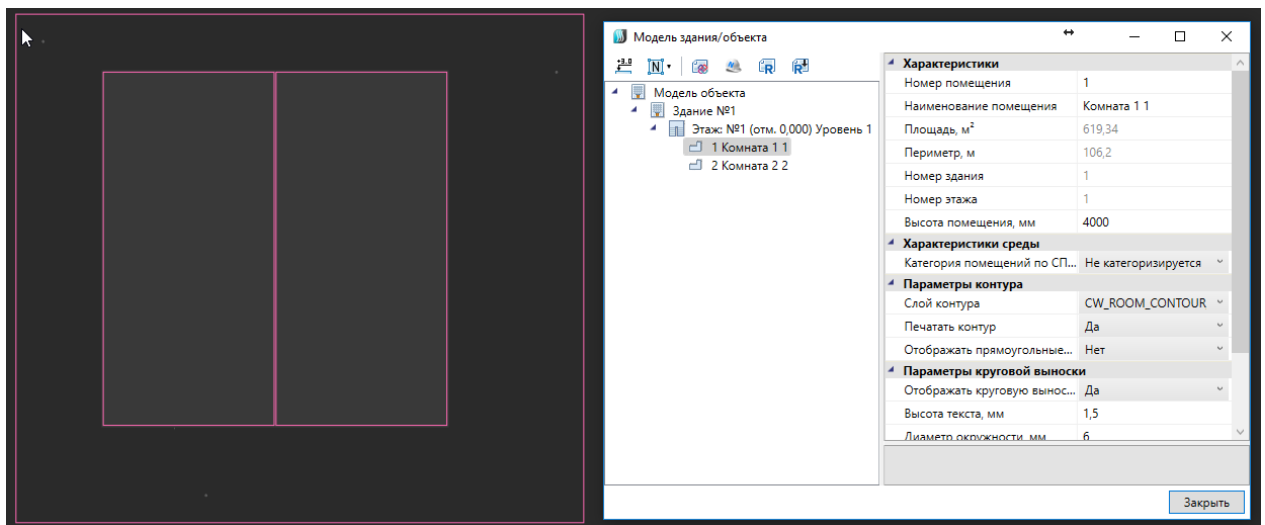 Модель здания/объекта
Модель объекта
Здание №1
Этаж: №1 (отм. 0,000) Уровень 1
1 Комната 1 1
2 Комната 2 2
Характеристики
Номер помещения 1
Наименование помещения Комната 1 1
Площадь, м² 619,34
Периметр, м 106,2
Номер здания 1
Номер этажа 1
Высота помещения, мм 4000
Характеристики среды
Категория помещений по СП... Не категоризируется
Параметры контура
Слой контура CW_ROOM_CONTOUR
Печатать контур Да
Отображать прямоугольные... Нет
Параметры круговой выноски
Отображать круговую вынос... Да
Высота текста, мм 1,5
Диаметр окружности, мм 6
Закрыть